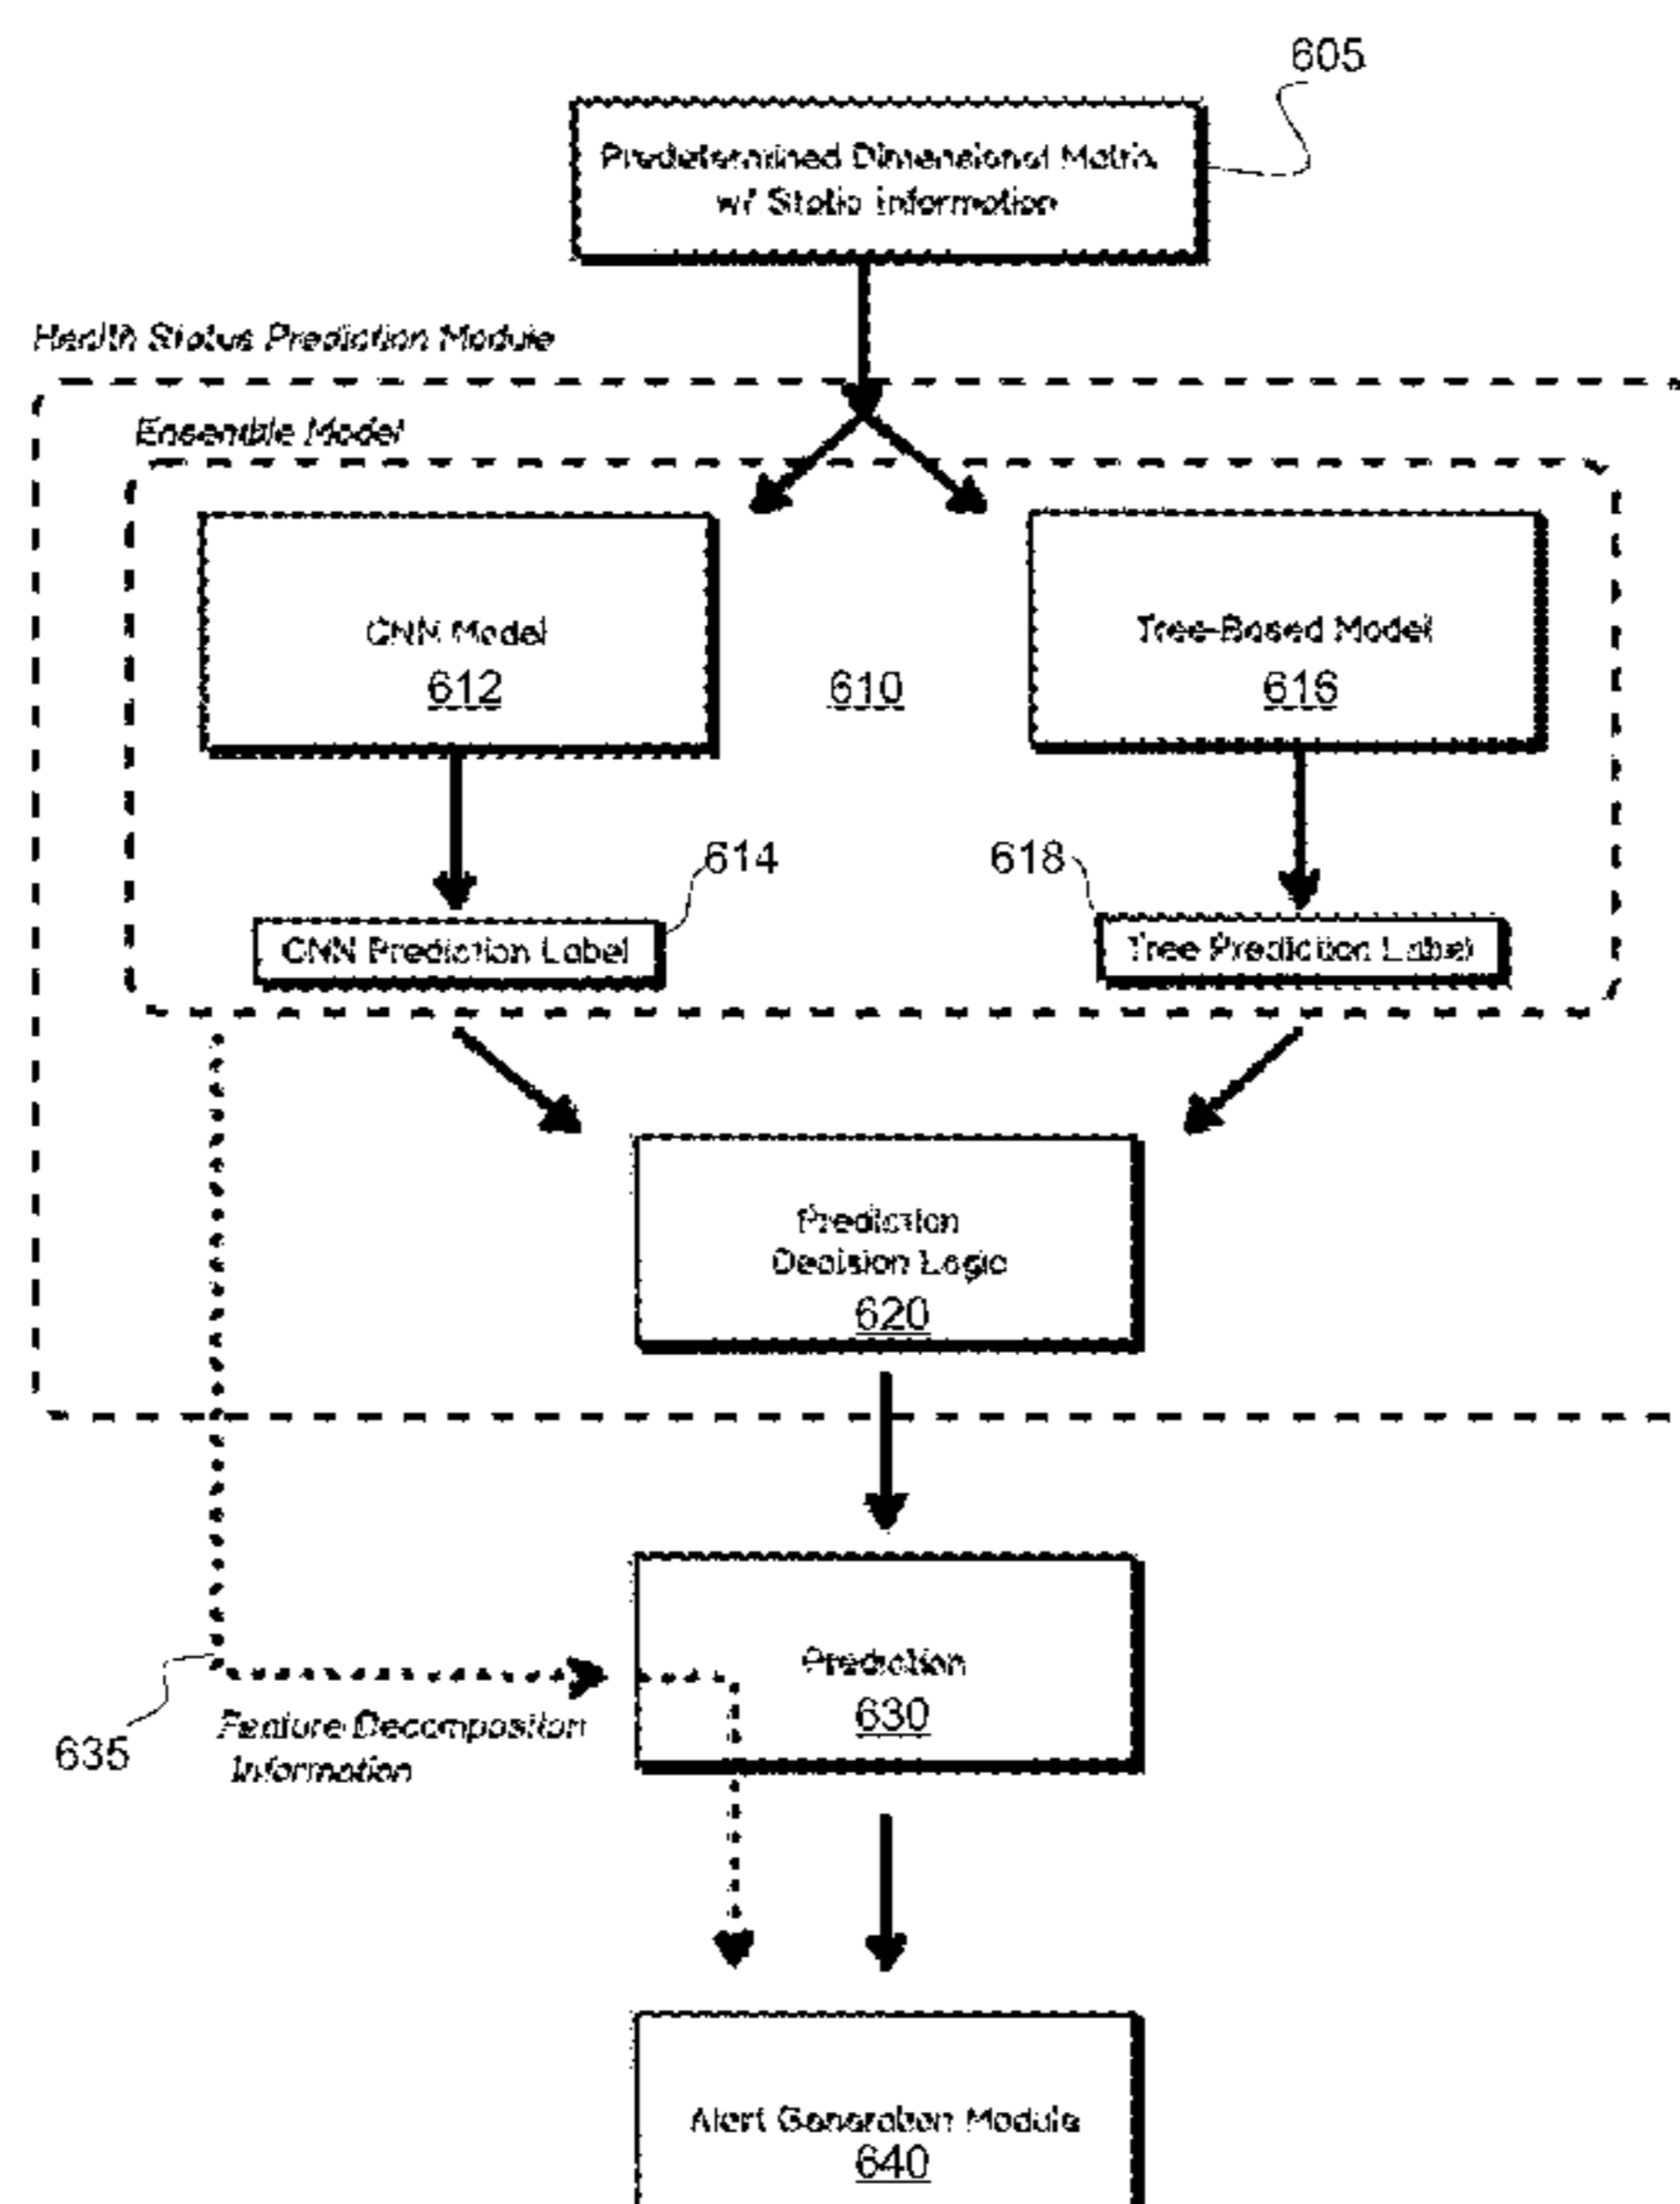 605
Predetermined Dimensional Matrix
w/ Static Information
Health Status Prediction Module
Ensemble Model
CNN Model
612
610
Tree-Based Model
616
614
618
CNN Prediction Label
Tree Prediction Label
Prediction
Decision Logic
620
Prediction
630
635
Feature Decomposition
Information
Alert Generation Module
640